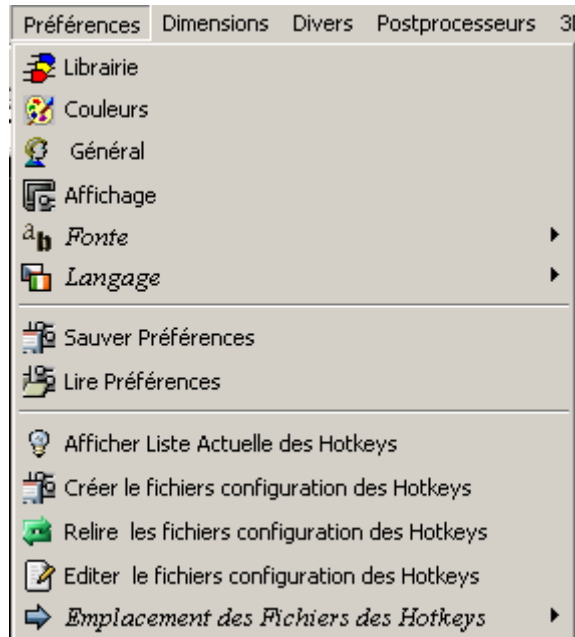 Préférences Dimensions Divers Postprocesseurs 3
Librairie
Couleurs
Général
Affichage
Fonte
Langage
Sauver Préférences
Lire Préférences
Afficher Liste Actuelle des Hotkeys
Créer le fichiers configuration des Hotkeys
Relire les fichiers configuration des Hotkeys
Editer le fichiers configuration des Hotkeys
Emplacement des Fichiers des Hotkeys